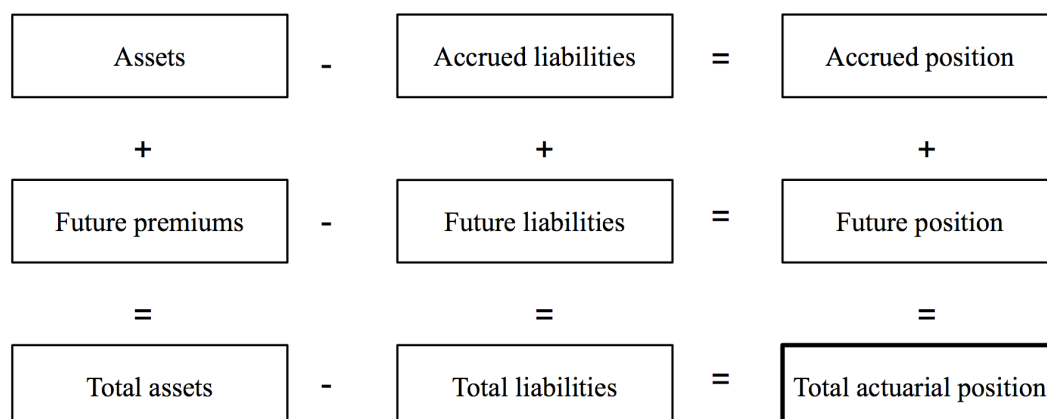 Assets - Accrued liabilities = Accrued position
+ + +
Future premiums - Future liabilities = Future position
= = =
Total assets - Total liabilities = Total actuarial position